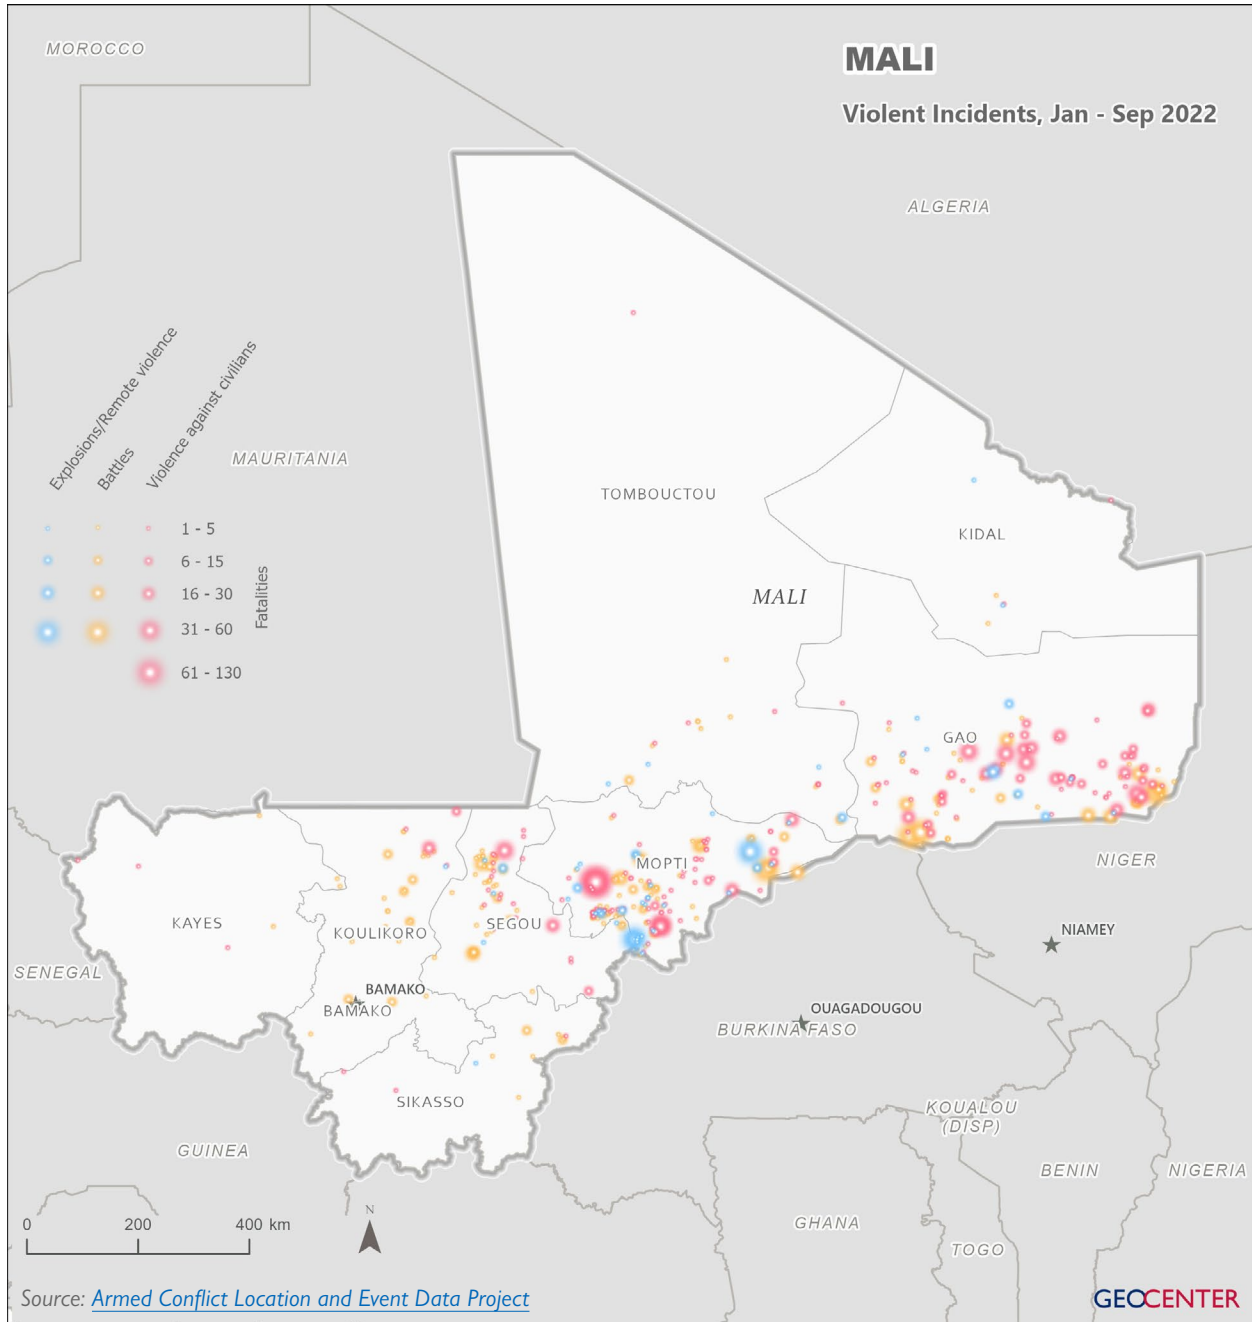 MOROCCO
MALI
Violent Incidents, Jan - Sep 2022
ALGERIA
Explosions/Remote violence
Battles
Violence against civilians
MAURITANIA
TOMBOUCTOU
1 - 5
KIDAL
6 - 15
16 - 30
MALI
Fatalities
31 - 60
61 - 130
GAO
MOPTI
NIGER
KAYES
KOULIKORO
SEGOU
NIAMEY
SENEGAL
BAMAKO
BAMAKO
OUAGADOUGOU
BURKINA FASO
SIKASSO
KOUALOU
(DISP)
GUINEA
BENIN
NIGERIA
N
0 200 400 km
GHANA
TOGO
Source: Armed Conflict Location and Event Data Project
GEOCENTER